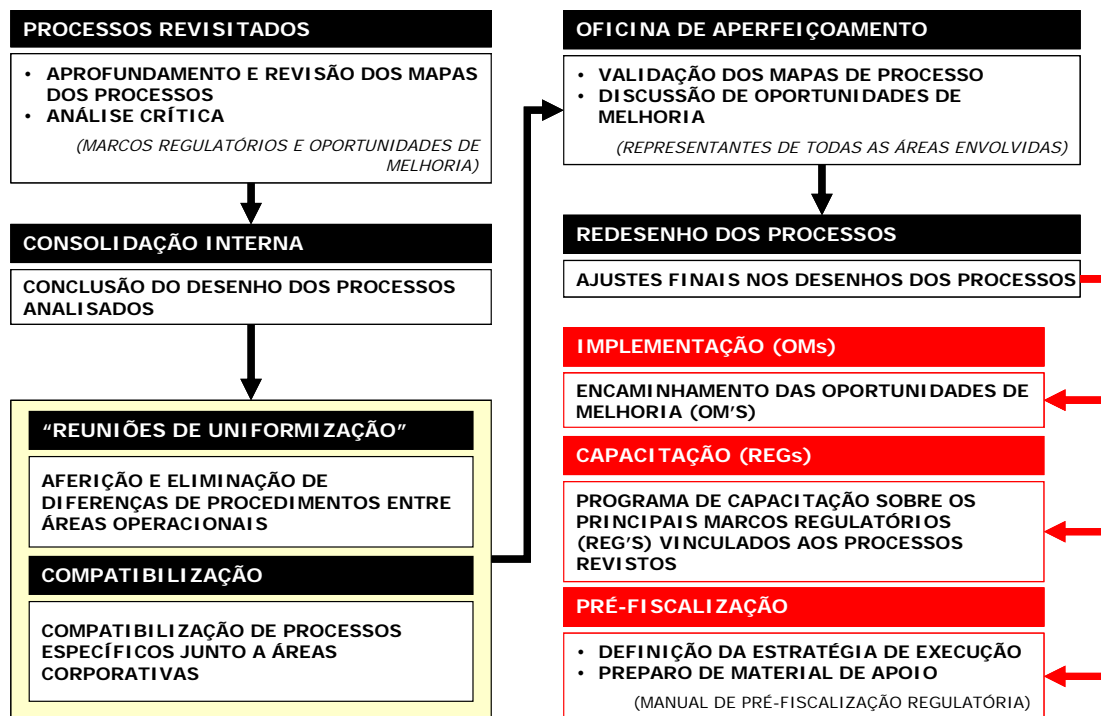 PROCESSOS REVISITADOS
• APROFUNDAMENTO E REVISÃO DOS MAPAS
DOS PROCESSOS
• ANÁLISE CRÍTICA
(MARCOS REGULATÓRIOS E OPORTUNIDADES DE
MELHORIA)
CONSOLIDAÇÃO INTERNA
CONCLUSÃO DO DESENHO DOS PROCESSOS
ANALISADOS
“REUNIÕES DE UNIFORMIZAÇÃO”
AFERIÇÃO E ELIMINAÇÃO DE
DIFERENÇAS DE PROCEDIMENTOS ENTRE
ÁREAS OPERACIONAIS
COMPATIBILIZAÇÃO
COMPATIBILIZAÇÃO DE PROCESSOS
ESPECÍFICOS JUNTO A ÁREAS
CORPORATIVAS
OFICINA DE APERFEIÇOAMENTO
• VALIDAÇÃO DOS MAPAS DE PROCESSO
• DISCUSSÃO DE OPORTUNIDADES DE
MELHORIA
(REPRESENTANTES DE TODAS AS ÁREAS ENVOLVIDAS)
REDESENHO DOS PROCESSOS
AJUSTES FINAIS NOS DESENHOS DOS PROCESSOS
IMPLEMENTAÇÃO (OMs)
ENCAMINHAMENTO DAS OPORTUNIDADES DE
MELHORIA (OM'S)
CAPACITAÇÃO (REGs)
PROGRAMA DE CAPACITAÇÃO SOBRE OS
PRINCIPAIS MARCOS REGULATÓRIOS
(REG'S) VINCULADOS AOS PROCESSOS
REVISTOS
PRÉ-FISCALIZAÇÃO
• DEFINIÇÃO DA ESTRATÉGIA DE EXECUÇÃO
• PREPARO DE MATERIAL DE APOIO
(MANUAL DE PRÉ-FISCALIZAÇÃO REGULATÓRIA)